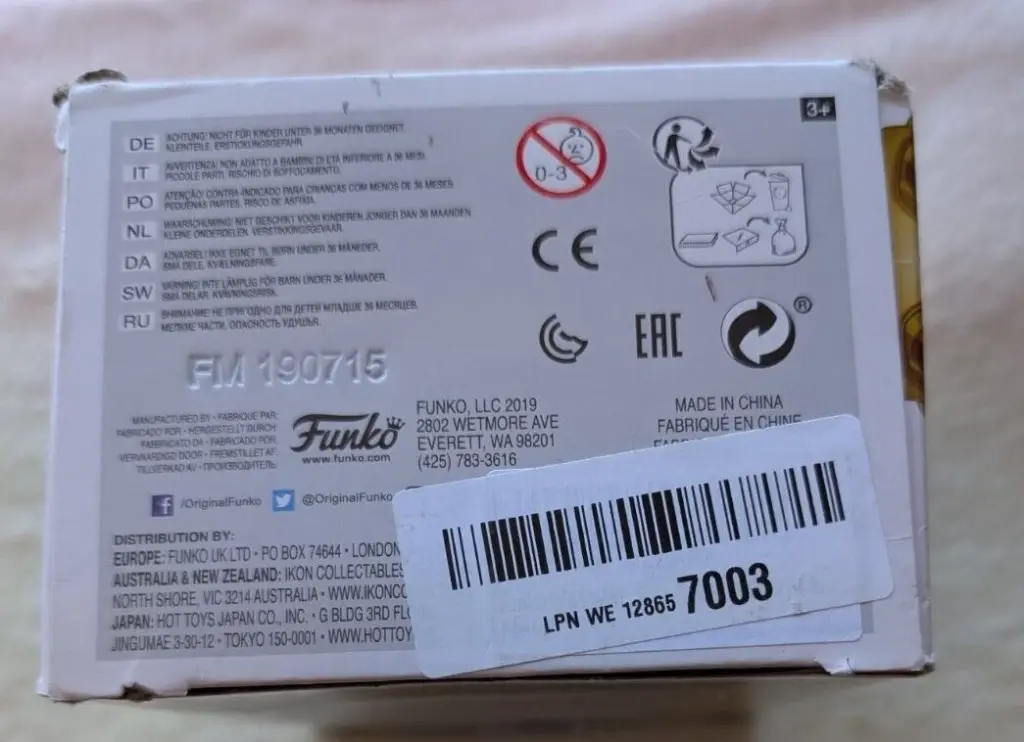 3+
DE ACHTUNG! NICHT FÜR KINDER UNTER 36 MONATEN GEEIGNET.
KLEINTEILE. ERSTICKUNGSGEFAHR.
IT AVVERTENZA: NON ADATTO A BAMBINI DI ETÀ INFERIORE A 36 MESI.
PICCOLE PARTI. RISCHIO DI SOFFOCAMENTO.
PO ATENÇÃO! CONTRA-INDICADO PARA CRIANÇAS COM MENOS DE 36 MESES.
PEQUENAS PARTES. RISCO DE ASFIXIA.
NL WAARSCHUWING: NIET GESCHIKT VOOR KINDEREN JONGER DAN 36 MAANDEN.
KLEINE ONDERDELEN. VERSTIKKINGSGEVAAR.
DA ADVARSEL! IKKE EGNET TIL BØRN UNDER 36 MÅNEDER.
SMÅ DELE. KVÆLNINGSFARE.
SW VARNING! INTE LÄMPLIG FÖR BARN UNDER 36 MÅNADER.
SMÅ DELAR. KVÄVNINGSRISK.
RU ВНИМАНИЕ: НЕ ПРИГОДНО ДЛЯ ДЕТЕЙ МЛАДШЕ 36 МЕСЯЦЕВ.
МЕЛКИЕ ЧАСТИ. ОПАСНОСТЬ УДУШЬЯ.
0-3
CE
EAC
®
FM 190715
MANUFACTURED BY • FABRIQUE PAR:
FABRICADO POR • HERGESTELLT DURCH:
FABBRICATO DA • FABRICADO POR:
VERVAARDIGD DOOR • FREMSTILLET AF:
TILLVERKAD AV • ПРОИЗВОДИТЕЛЬ:
Funko
www.funko.com
FUNKO, LLC 2019
2802 WETMORE AVE
EVERETT, WA 98201
(425) 783-3616
MADE IN CHINA
FABRIQUÉ EN CHINE
/OriginalFunko @OriginalFunko
DISTRIBUTION BY:
EUROPE: FUNKO UK LTD • PO BOX 74644 • LONDON
AUSTRALIA & NEW ZEALAND: IKON COLLECTABLES
NORTH SHORE, VIC 3214 AUSTRALIA • WWW.IKONCO
JAPAN: HOT TOYS JAPAN CO., INC. • G BLDG 3RD FLO
JINGUMAE 3-30-12 • TOKYO 150-0001 • WWW.HOTTOY
LPN WE 12865 7003